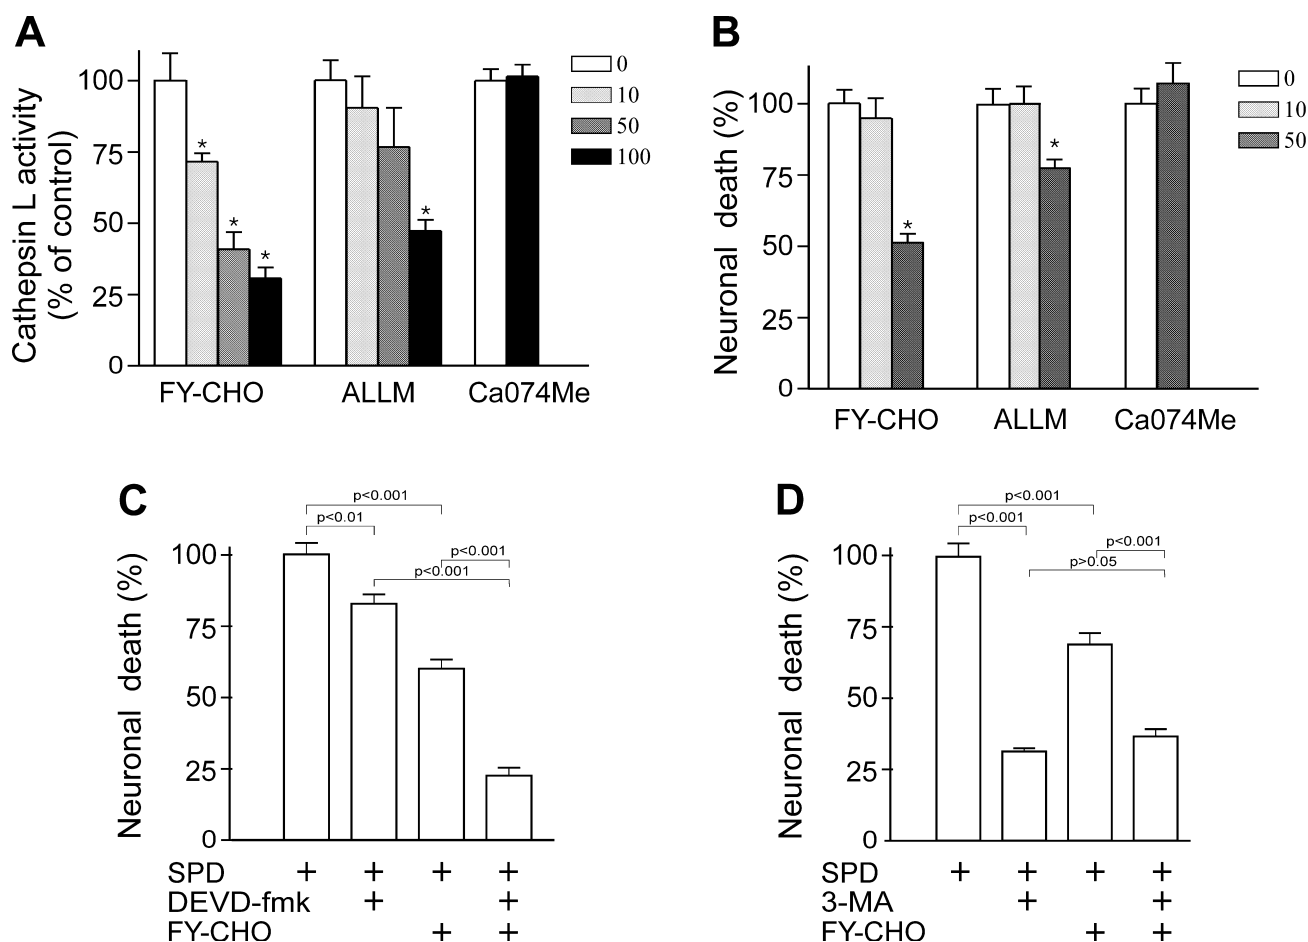 A
Cathepsin L activity
(% of control)
100
75
50
25
0
0
10
50
100
* * * *
FY-CHO ALLM Ca074Me
B
Neuronal death (%)
100
75
50
25
0
0
10
50
* *
FY-CHO ALLM Ca074Me
C
Neuronal death (%)
100
75
50
25
0
p<0.001
p<0.01
p<0.001
p<0.001
SPD + + + +
DEVD-fmk + +
FY-CHO + +
D
Neuronal death (%)
100
75
50
25
0
p<0.001
p<0.001
p<0.001
p>0.05
SPD + + + +
3-MA + +
FY-CHO + +